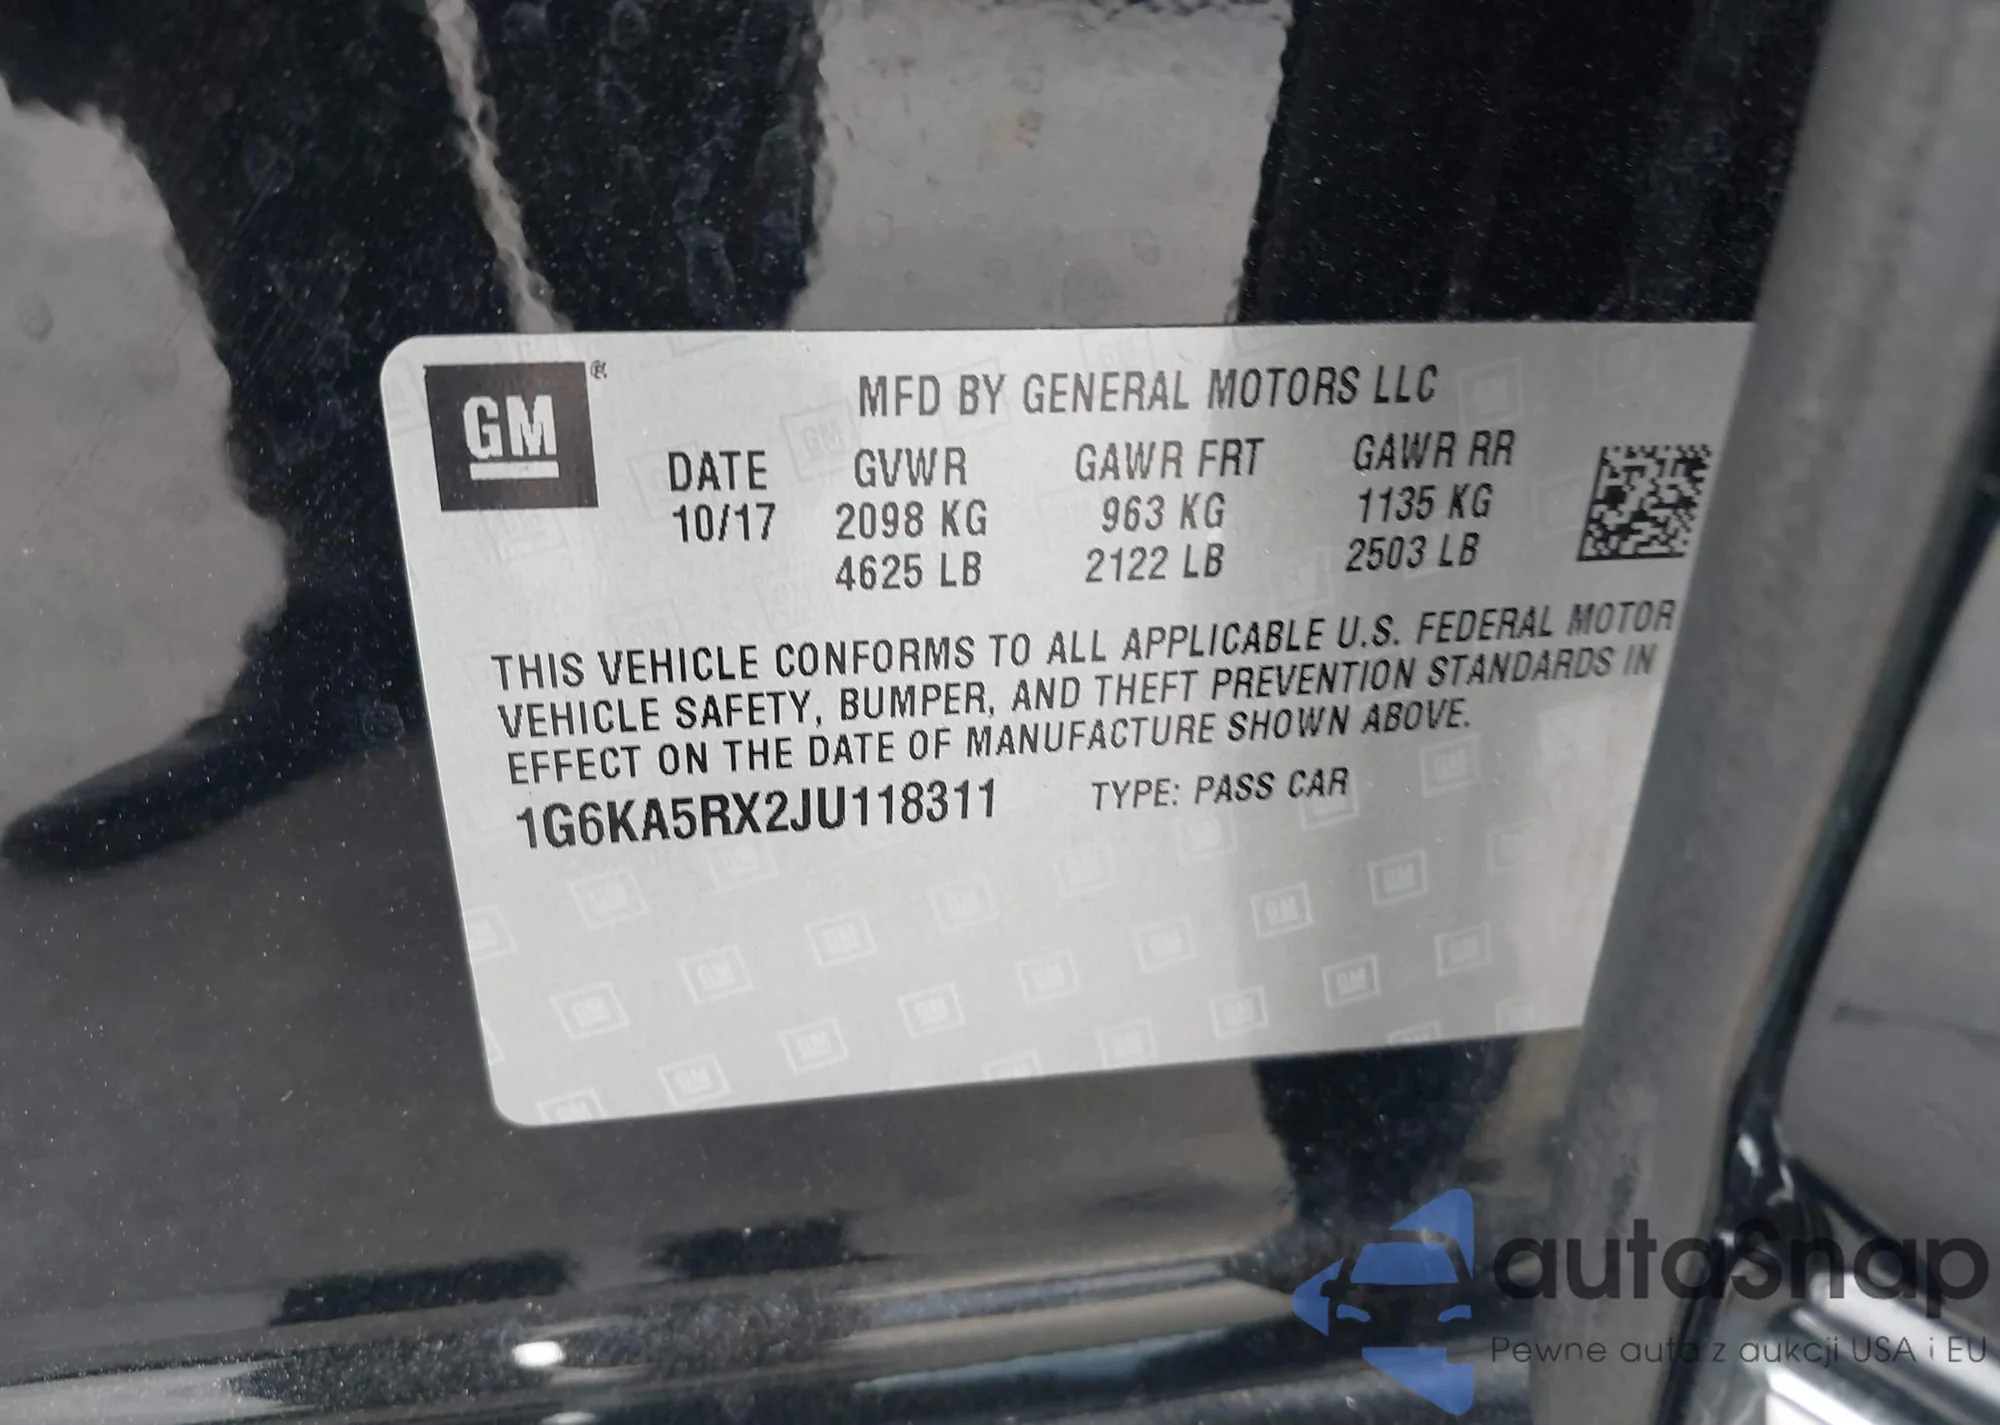 GM ®
MFD BY GENERAL MOTORS LLC
DATE GVWR GAWR FRT GAWR RR
10/17 2098 KG 963 KG 1135 KG
4625 LB 2122 LB 2503 LB
THIS VEHICLE CONFORMS TO ALL APPLICABLE U.S. FEDERAL MOTOR
VEHICLE SAFETY, BUMPER, AND THEFT PREVENTION STANDARDS IN
EFFECT ON THE DATE OF MANUFACTURE SHOWN ABOVE.
1G6KA5RX2JU118311 TYPE: PASS CAR
autoSnap
Pewne auta z aukcji USA i EU